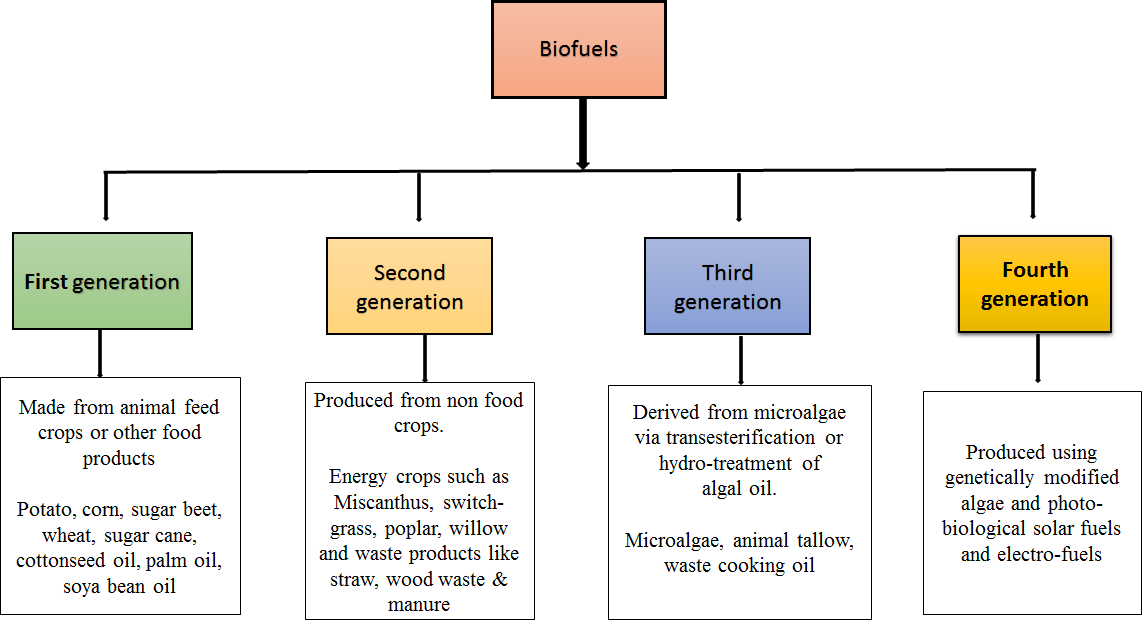 Biofuels
First generation
Second
generation
Third
generation
Fourth
generation
Made from animal feed
crops or other food
products
Potato, corn, sugar beet,
wheat, sugar cane,
cottonseed oil, palm oil,
soya bean oil
Produced from non food
crops.
Energy crops such as
Miscanthus, switch-
grass, poplar, willow
and waste products like
straw, wood waste &
manure
Derived from microalgae
via transesterification or
hydro-treatment of
algal oil.
Microalgae, animal tallow,
waste cooking oil
Produced using
genetically modified
algae and photo-
biological solar fuels
and electro-fuels